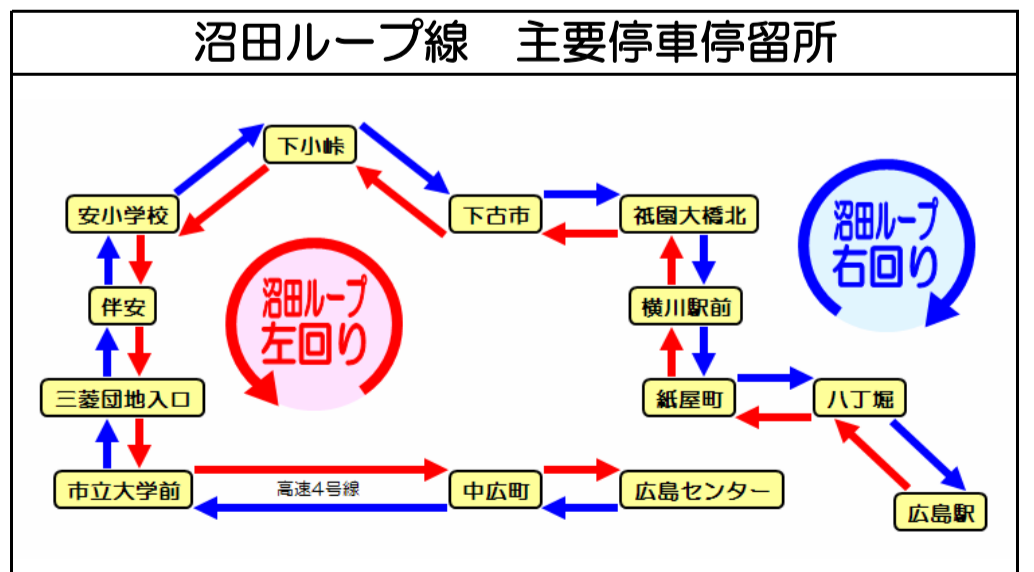 沼田ループ線　主要停車停留所
下小峠
安小学校
下古市
祇園大橋北
沼田ループ
右回り
沼田ループ
左回り
伴安
横川駅前
三菱団地入口
紙屋町
八丁堀
市立大学前
高速4号線
中広町
広島センター
広島駅